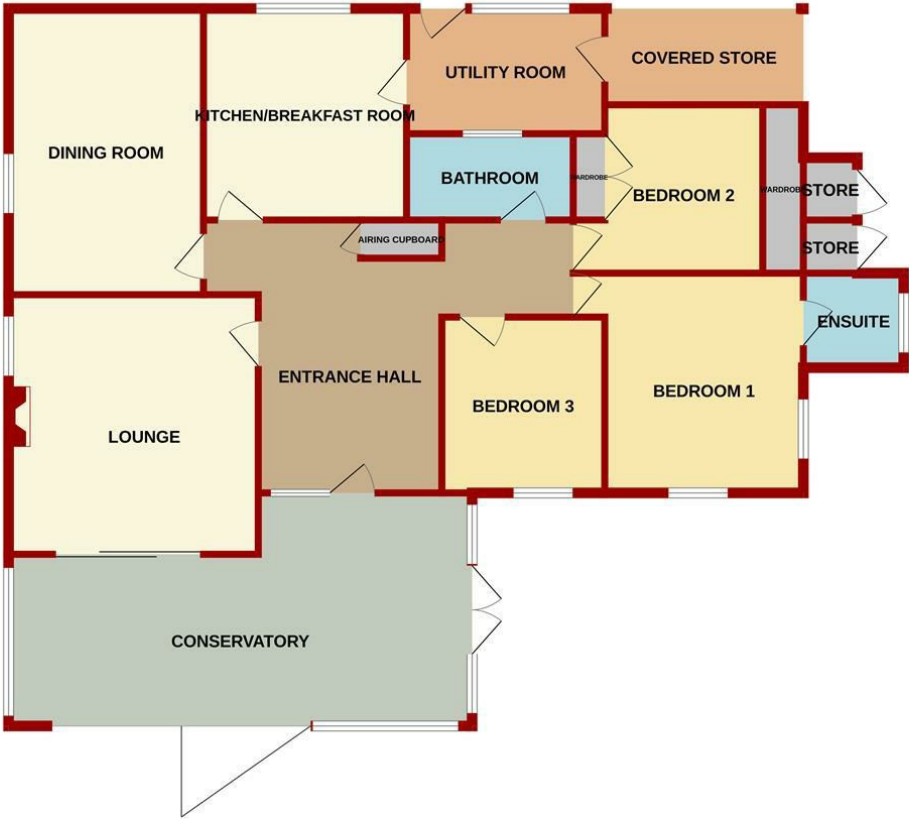 UTILITY ROOM
COVERED STORE
KITCHEN/BREAKFAST ROOM
DINING ROOM
BATHROOM
WARDROBE
BEDROOM 2
WARDROBE
STORE
AIRING CUPBOARD
STORE
ENSUITE
ENTRANCE HALL
BEDROOM 1
BEDROOM 3
LOUNGE
CONSERVATORY